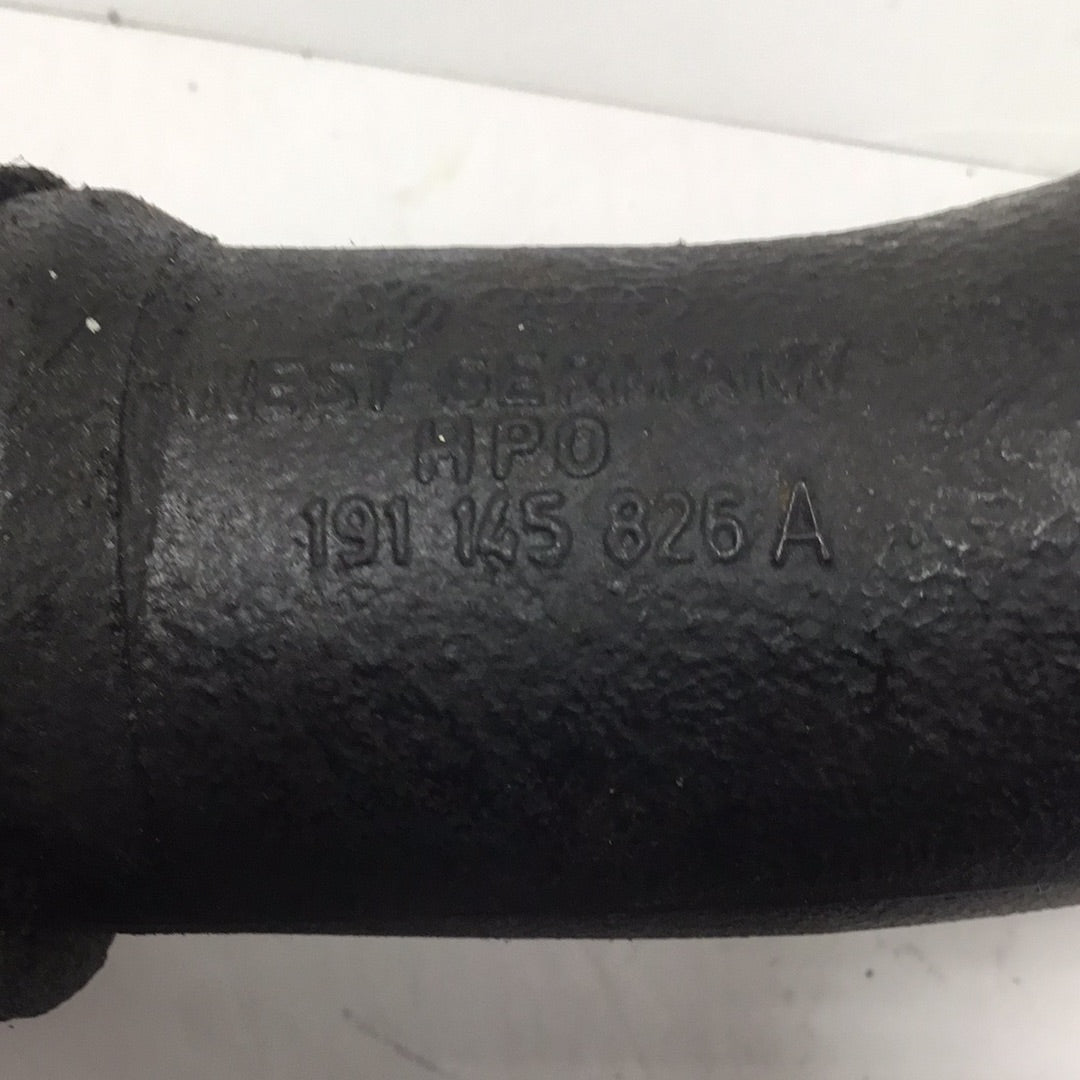 WEST GERMANY
HPO
191 145 826 A